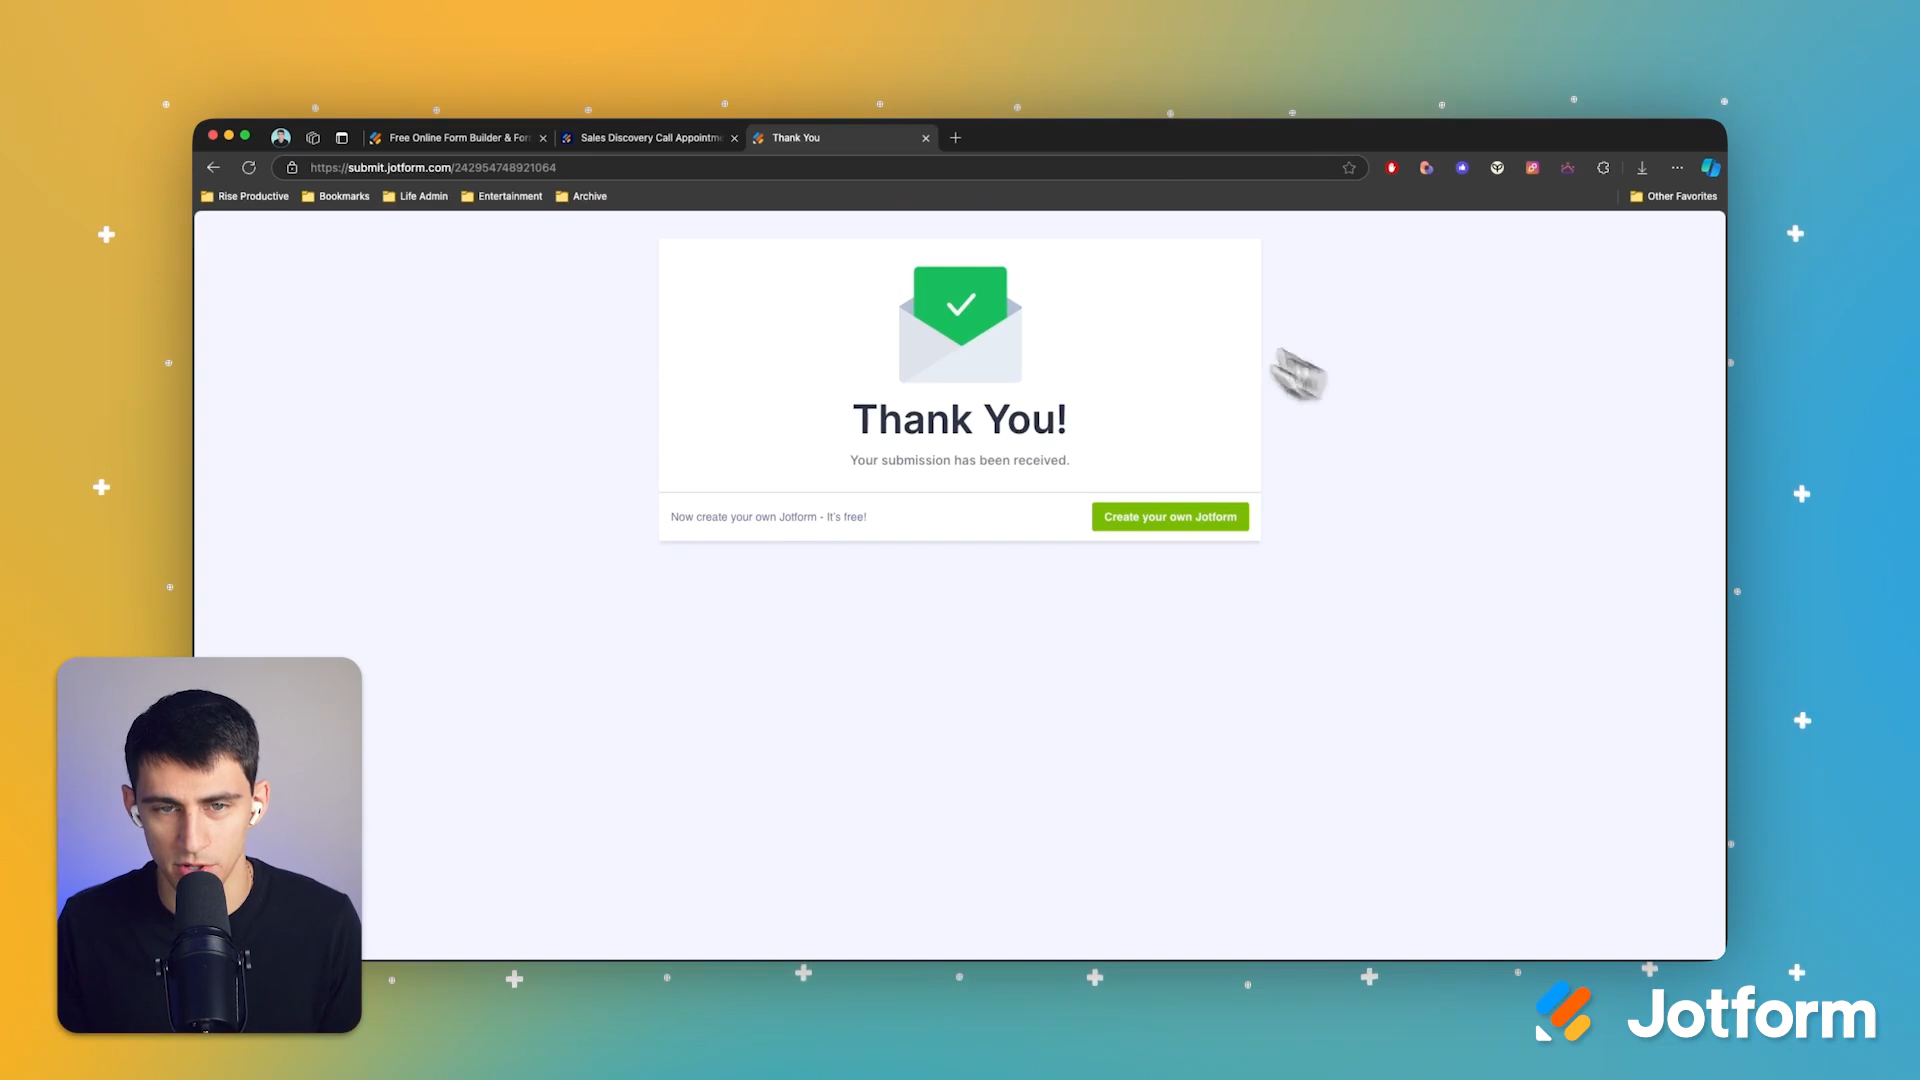 Free Online Form Builder & For
Sales Discovery Call Appointme
Thank You
https://submit.jotform.com/242954748921064
Rise Productive
Bookmarks
Life Admin
Entertainment
Archive
Other Favorites
Thank You!
Your submission has been received.
Now create your own Jotform - It's free!
Create your own Jotform
Jotform